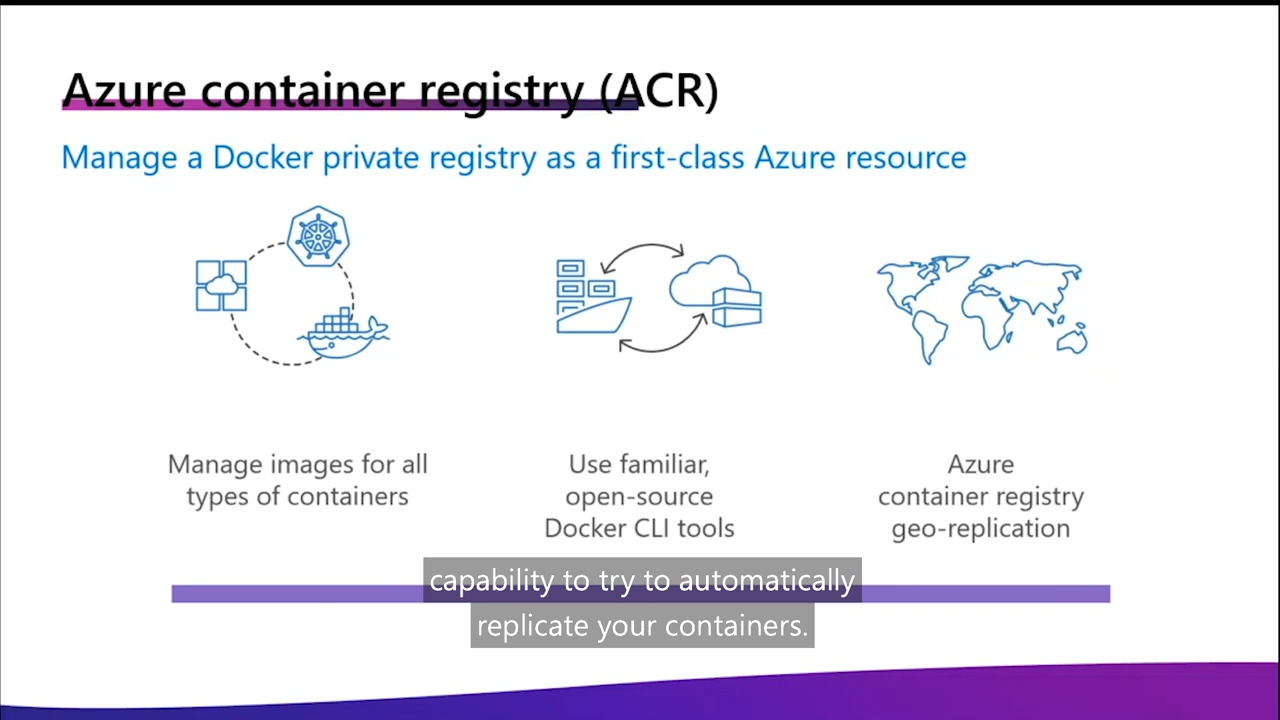 Azure container registry (ACR)
Manage a Docker private registry as a first-class Azure resource
Manage images for all
types of containers
Use familiar,
open-source
Docker CLI tools
Azure
container registry
geo-replication
capability to try to automatically
replicate your containers.